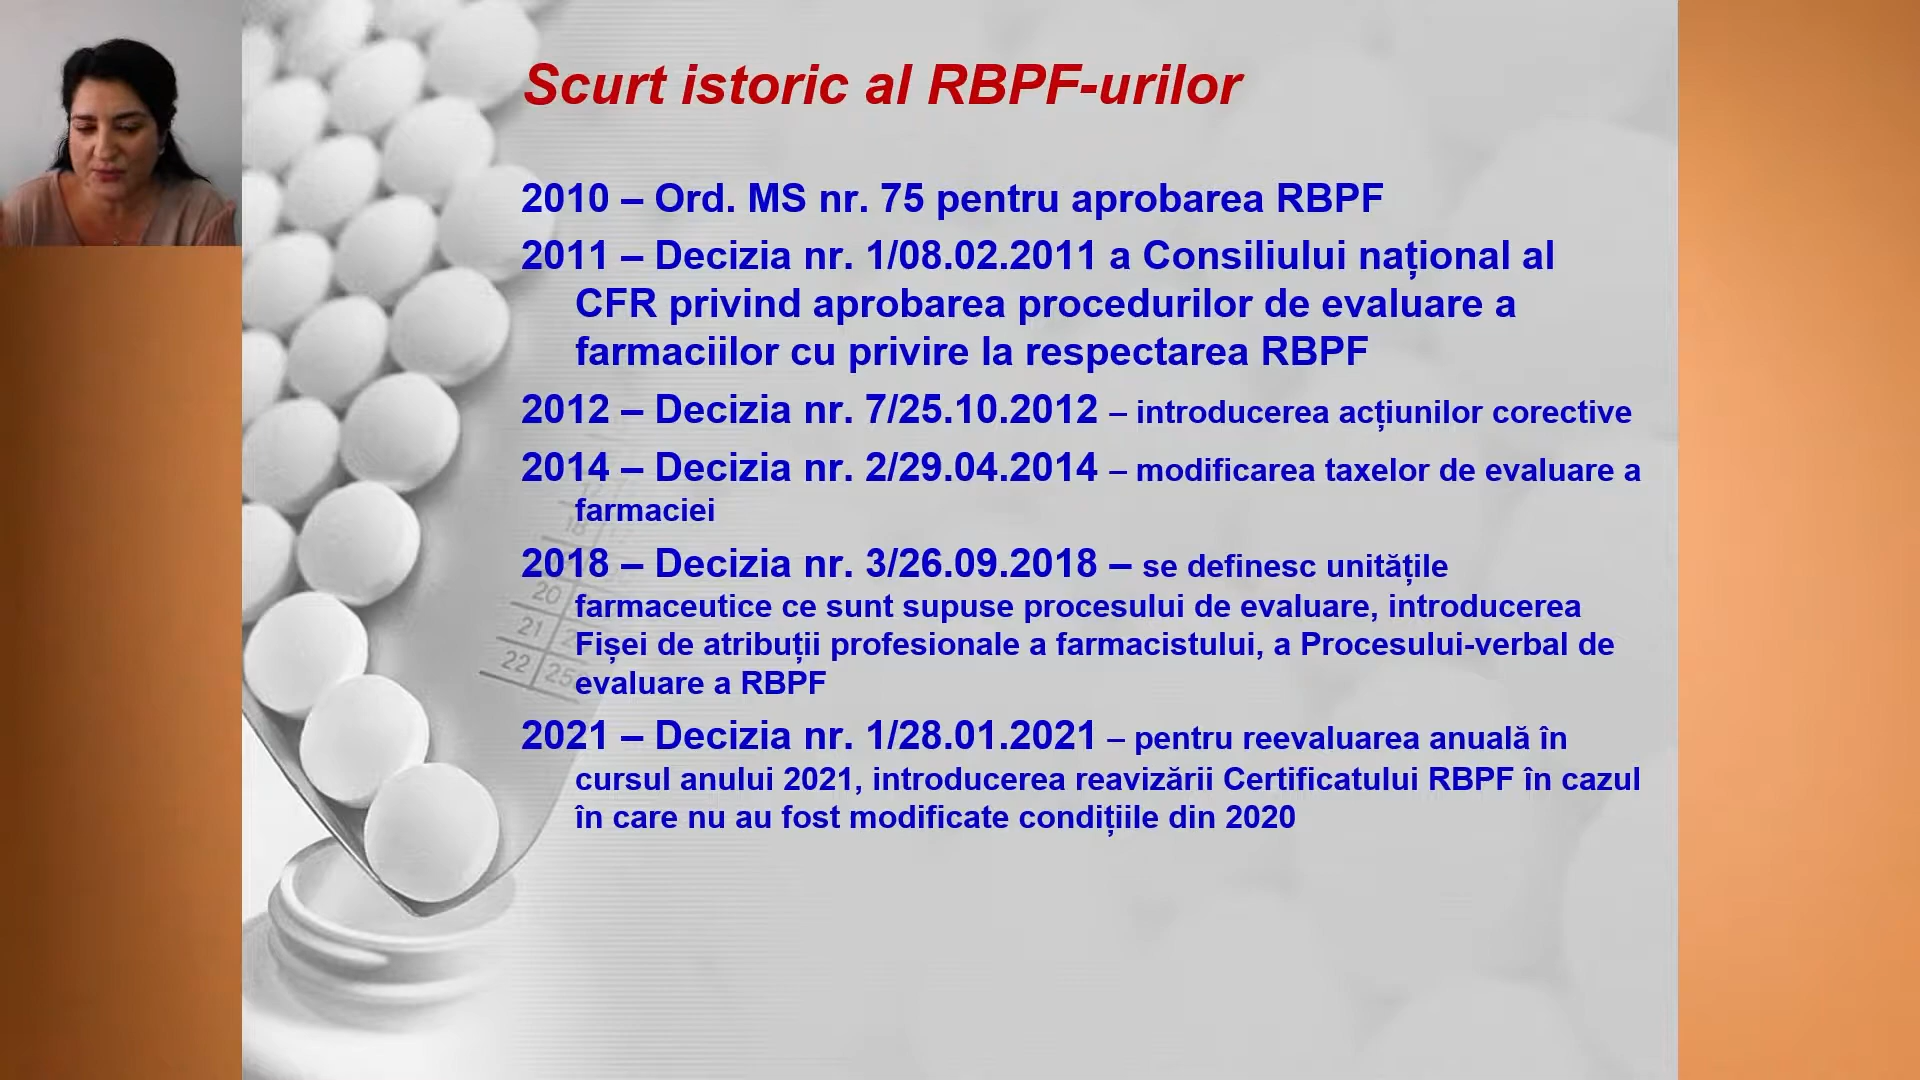 Scurt istoric al RBPF-urilor
2010 – Ord. MS nr. 75 pentru aprobarea RBPF
2011 – Decizia nr. 1/08.02.2011 a Consiliului național al
CFR privind aprobarea procedurilor de evaluare a
farmaciilor cu privire la respectarea RBPF
2012 – Decizia nr. 7/25.10.2012 – introducerea acțiunilor corective
2014 – Decizia nr. 2/29.04.2014 – modificarea taxelor de evaluare a
farmaciei
2018 – Decizia nr. 3/26.09.2018 – se definesc unitățile
farmaceutice ce sunt supuse procesului de evaluare, introducerea
Fișei de atribuții profesionale a farmacistului, a Procesului-verbal de
evaluare a RBPF
2021 – Decizia nr. 1/28.01.2021 – pentru reevaluarea anuală în
cursul anului 2021, introducerea reavizării Certificatului RBPF în cazul
în care nu au fost modificate condițiile din 2020
18
20
21
22 25